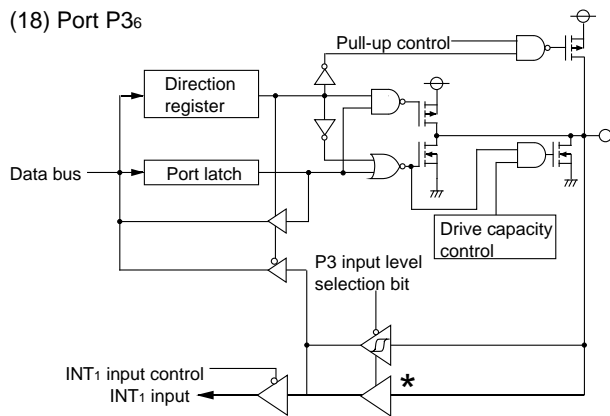 (18) Port P3₆
Pull-up control
Direction
register
Data bus
Port latch
Drive capacity
control
P3 input level
selection bit
*
INT₁ input control
INT₁ input